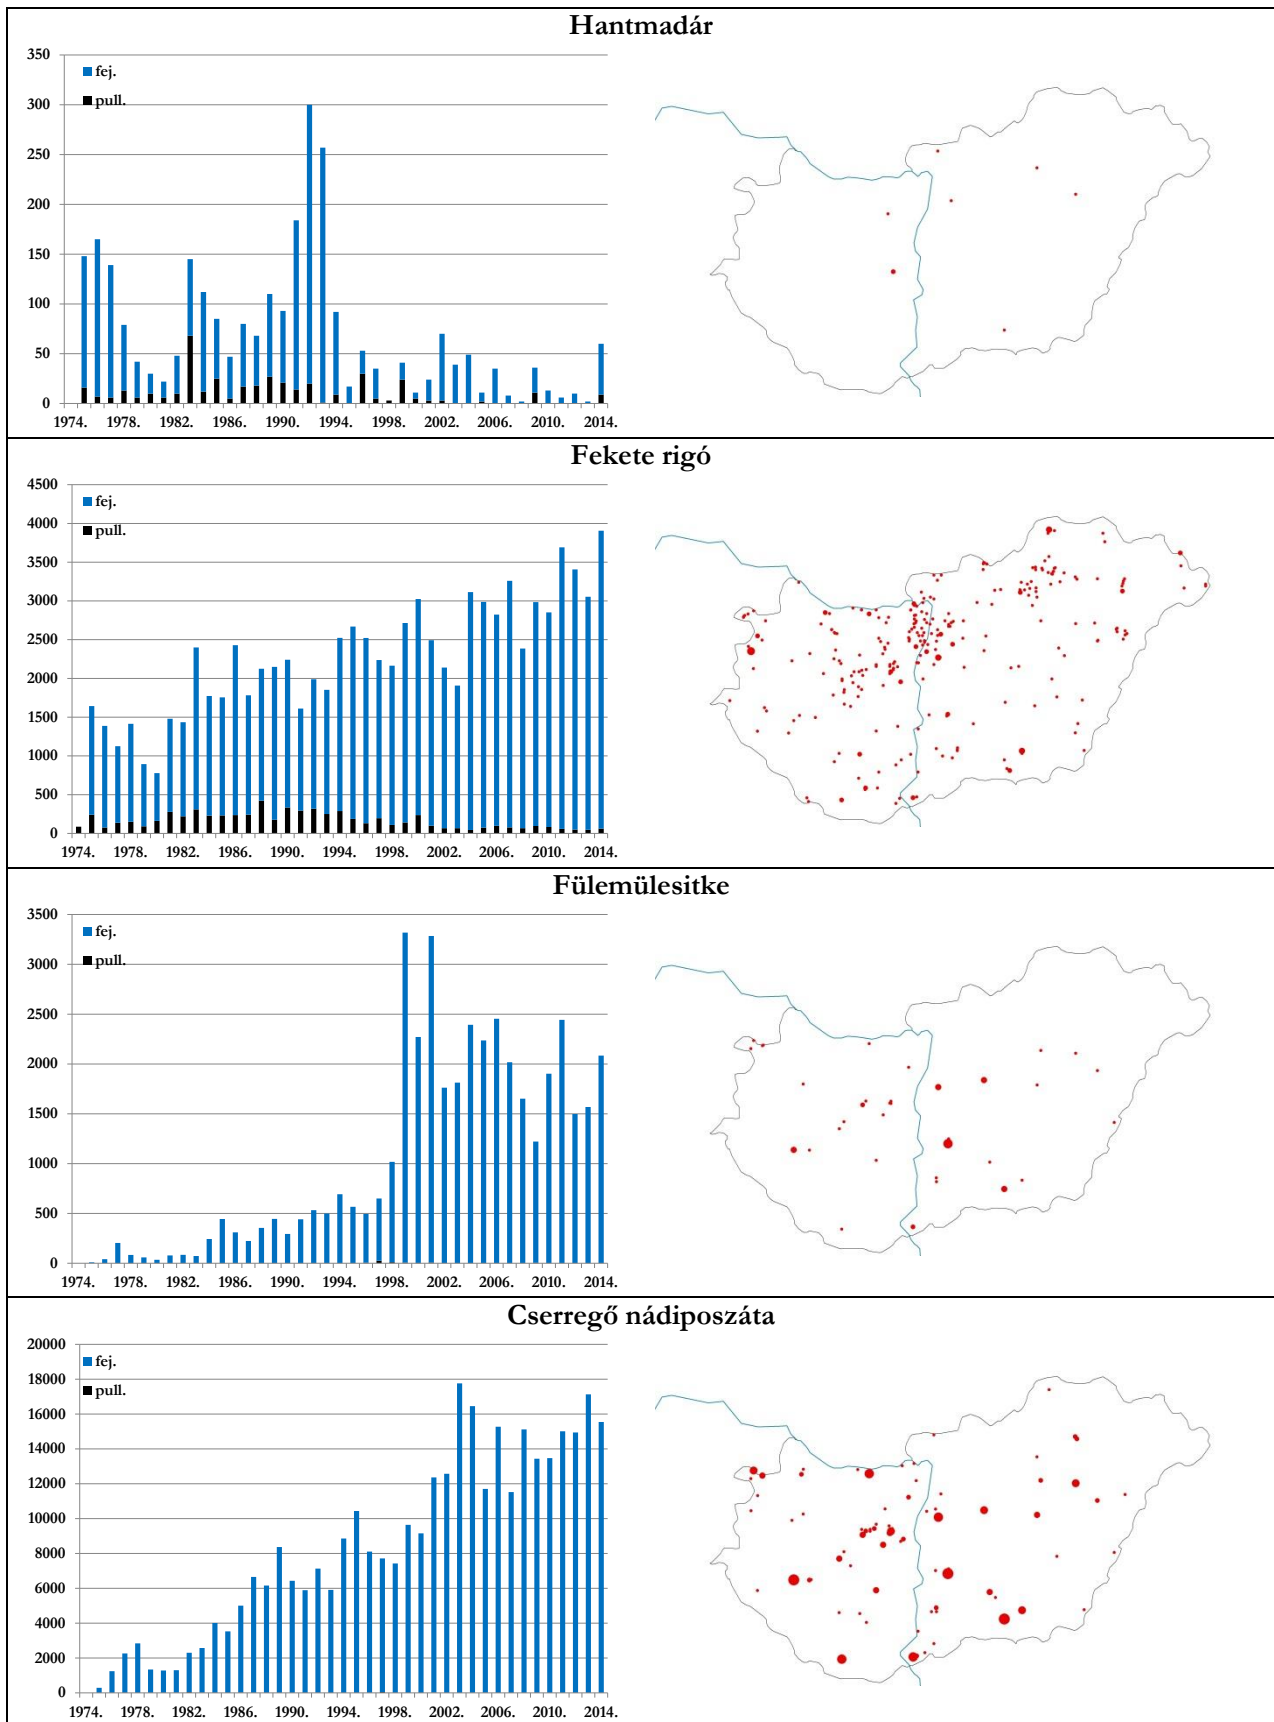 Hantmadár
350
300
250
200
150
100
50
0
fej.
pull.
1974. 1978. 1982. 1986. 1990. 1994. 1998. 2002. 2006. 2010. 2014.
Fekete rigó
4500
4000
3500
3000
2500
2000
1500
1000
500
0
fej.
pull.
1974. 1978. 1982. 1986. 1990. 1994. 1998. 2002. 2006. 2010. 2014.
Fülemülesitke
3500
3000
2500
2000
1500
1000
500
0
fej.
pull.
1974. 1978. 1982. 1986. 1990. 1994. 1998. 2002. 2006. 2010. 2014.
Cserregő nádiposzáta
20000
18000
16000
14000
12000
10000
8000
6000
4000
2000
0
fej.
pull.
1974. 1978. 1982. 1986. 1990. 1994. 1998. 2002. 2006. 2010. 2014.